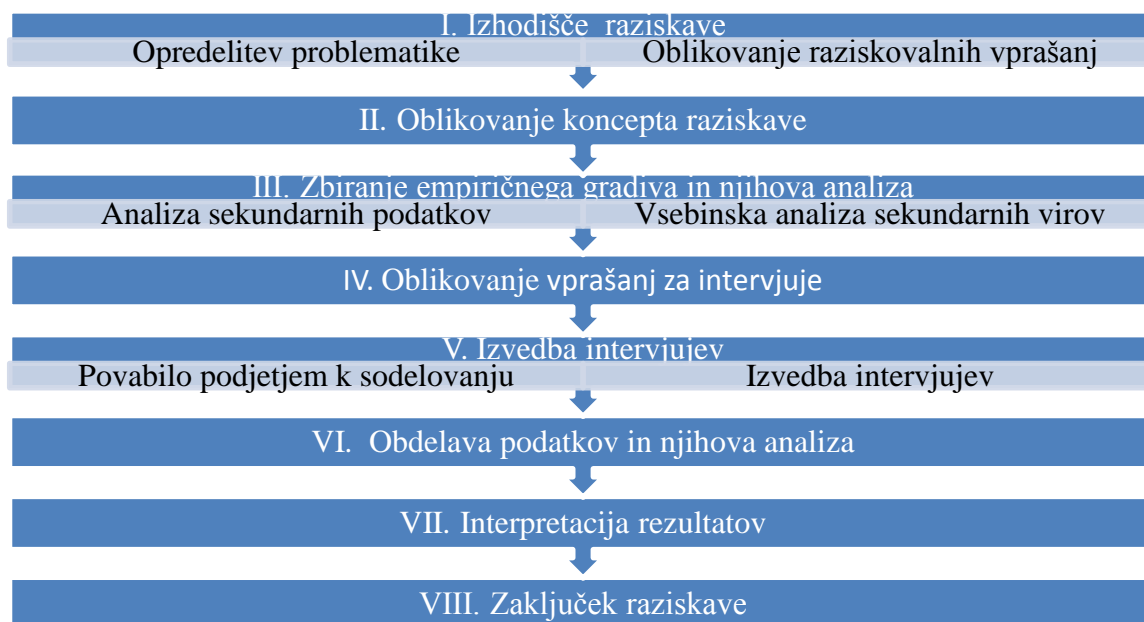 I. Izhodišče raziskave
Opredelitev problematike
Oblikovanje raziskovalnih vprašanj
II. Oblikovanje koncepta raziskave
III. Zbiranje empiričnega gradiva in njihova analiza
Analiza sekundarnih podatkov
Vsebinska analiza sekundarnih virov
IV. Oblikovanje vprašanj za intervjuje
V. Izvedba intervjujev
Povabilo podjetjem k sodelovanju
Izvedba intervjujev
VI. Obdelava podatkov in njihova analiza
VII. Interpretacija rezultatov
VIII. Zaključek raziskave